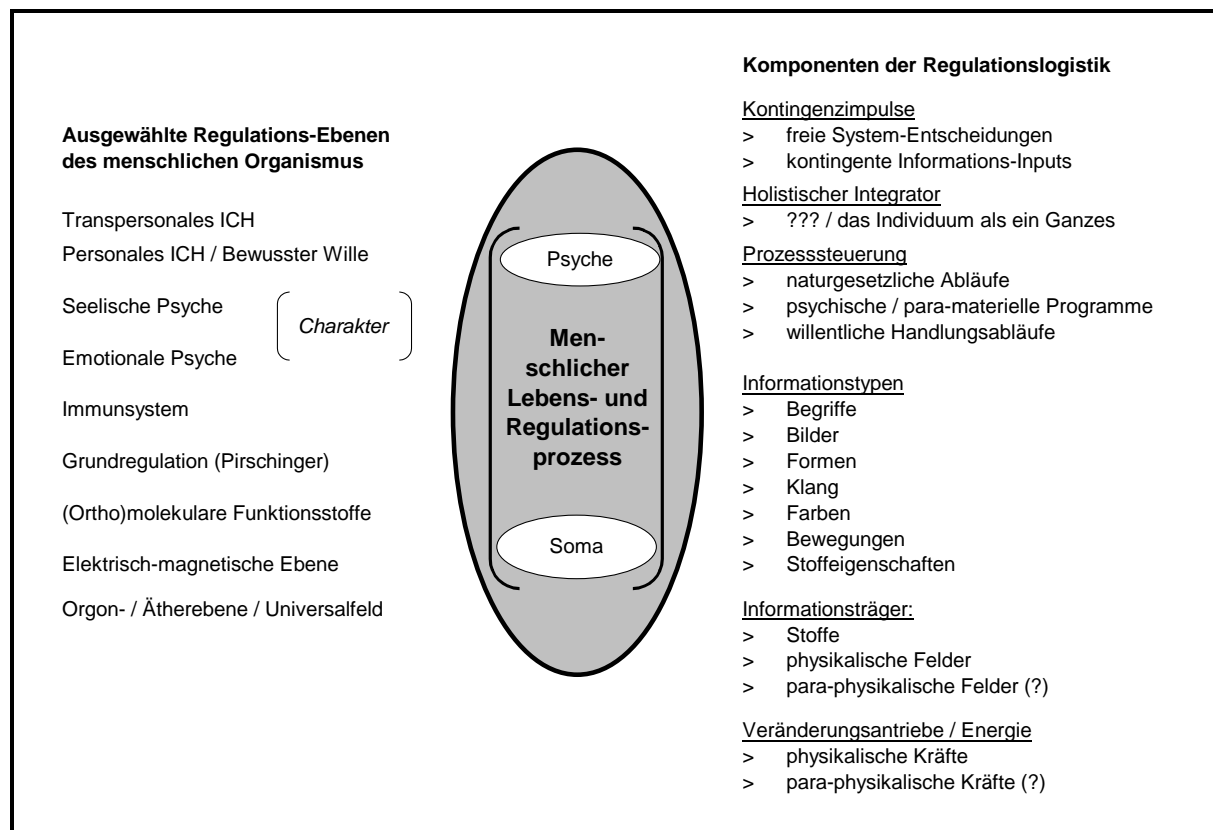 Ausgewählte Regulations-Ebenen
des menschlichen Organismus
Transpersonales ICH
Personales ICH / Bewusster Wille
Seelische Psyche
Charakter
Emotionale Psyche
Immunsystem
Grundregulation (Pirschinger)
(Ortho)molekulare Funktionsstoffe
Elektrisch-magnetische Ebene
Orgon- / Ätherebene / Universalfeld
Psyche
Men-
schlicher
Lebens- und
Regulations-
prozess
Soma
Komponenten der Regulationslogistik
Kontingenzimpulse
> freie System-Entscheidungen
> kontingente Informations-Inputs
Holistischer Integrator
> ??? / das Individuum als ein Ganzes
Prozesssteuerung
> naturgesetzliche Abläufe
> psychische / para-materielle Programme
> willentliche Handlungsabläufe
Informationstypen
> Begriffe
> Bilder
> Formen
> Klang
> Farben
> Bewegungen
> Stoffeigenschaften
Informationsträger:
> Stoffe
> physikalische Felder
> para-physikalische Felder (?)
Veränderungsantriebe / Energie
> physikalische Kräfte
> para-physikalische Kräfte (?)